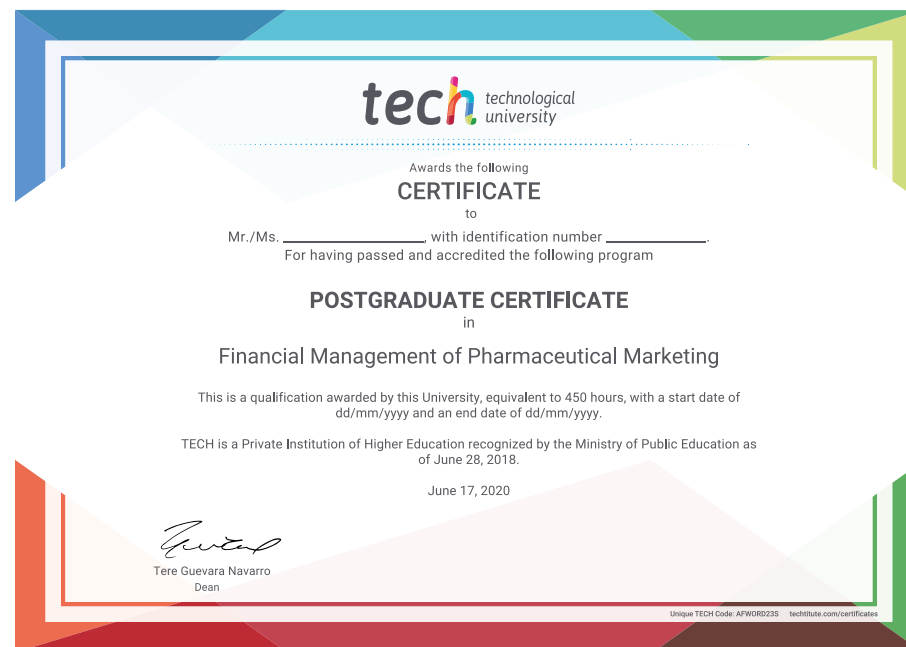 tech technological
university
Awards the following
CERTIFICATE
to
Mr./Ms. ____________________, with identification number ______________.
For having passed and accredited the following program
POSTGRADUATE CERTIFICATE
in
Financial Management of Pharmaceutical Marketing
This is a qualification awarded by this University, equivalent to 450 hours, with a start date of
dd/mm/yyyy and an end date of dd/mm/yyyy.
TECH is a Private Institution of Higher Education recognized by the Ministry of Public Education as
of June 28, 2018.
June 17, 2020
Tere Guevara Navarro
Dean
Unique TECH Code: AFWORD23S techtitute.com/certificates